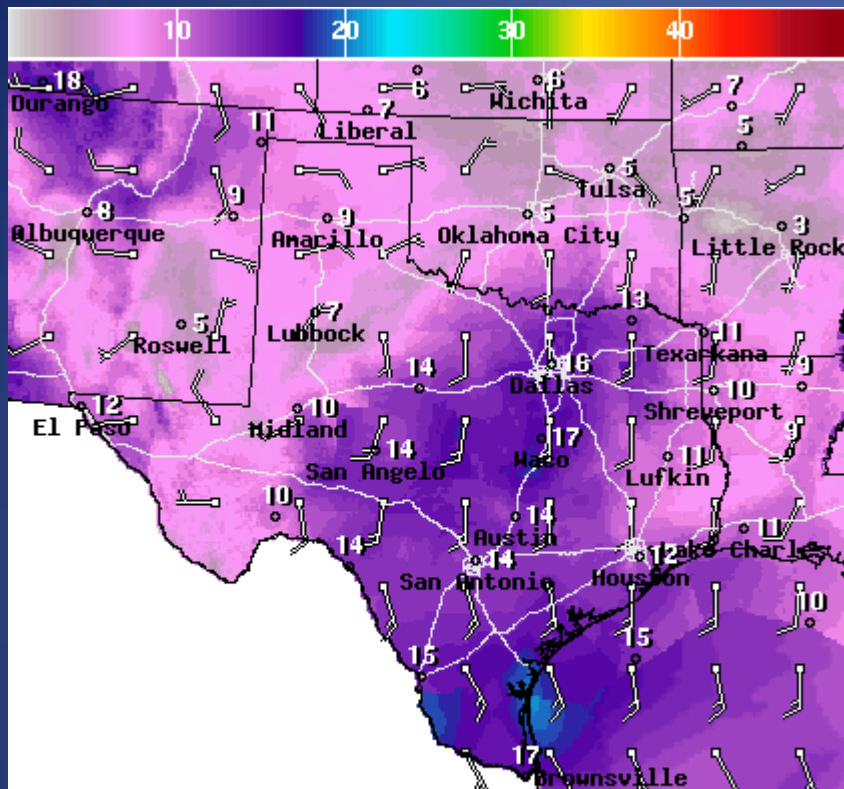 10 20 30 40
18 6 6 7
Durango Wichita
7
Liberal
11 5
5
Tulsa
8 9 9 5 5 3
Albuquerque Amarillo Oklahoma City Little Rock
5 7 13 11
Roswell Lubbock Texarkana
14 16 10 9
Dallas
12 10 Shreveport
El Paso Midland
14 17 11 9
San Angelo Waco Lufkin
10 14 11
Austin
14 14 12 Lake Charles
San Antonio Houston
10
15
15
17
Brownsville